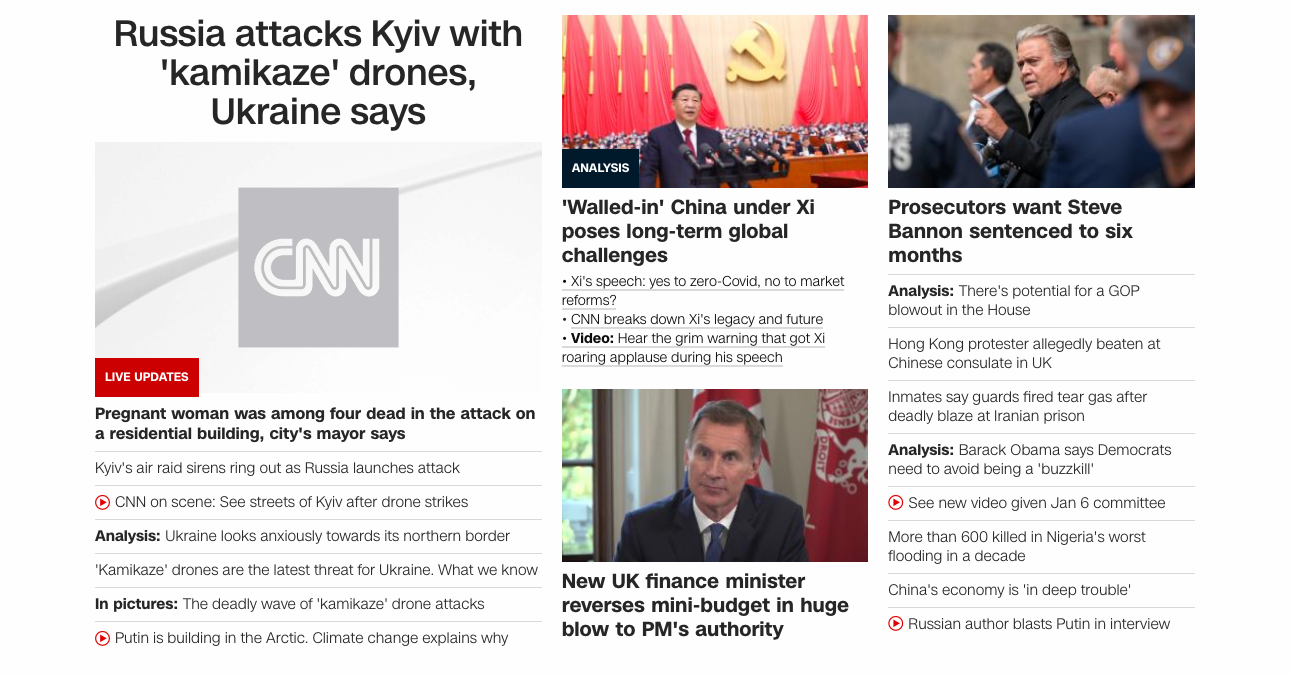 Russia attacks Kyiv with
'kamikaze' drones,
Ukraine says
CNN
LIVE UPDATES
Pregnant woman was among four dead in the attack on
a residential building, city's mayor says
Kyiv's air raid sirens ring out as Russia launches attack
CNN on scene: See streets of Kyiv after drone strikes
Analysis: Ukraine looks anxiously towards its northern border
'Kamikaze' drones are the latest threat for Ukraine. What we know
In pictures: The deadly wave of 'kamikaze' drone attacks
Putin is building in the Arctic. Climate change explains why
ANALYSIS
'Walled-in' China under Xi
poses long-term global
challenges
• Xi's speech: yes to zero-Covid, no to market
reforms?
• CNN breaks down Xi's legacy and future
• Video: Hear the grim warning that got Xi
roaring applause during his speech
DROIT
New UK finance minister
reverses mini-budget in huge
blow to PM's authority
Prosecutors want Steve
Bannon sentenced to six
months
Analysis: There's potential for a GOP
blowout in the House
Hong Kong protester allegedly beaten at
Chinese consulate in UK
Inmates say guards fired tear gas after
deadly blaze at Iranian prison
Analysis: Barack Obama says Democrats
need to avoid being a 'buzzkill'
See new video given Jan 6 committee
More than 600 killed in Nigeria's worst
flooding in a decade
China's economy is 'in deep trouble'
Russian author blasts Putin in interview